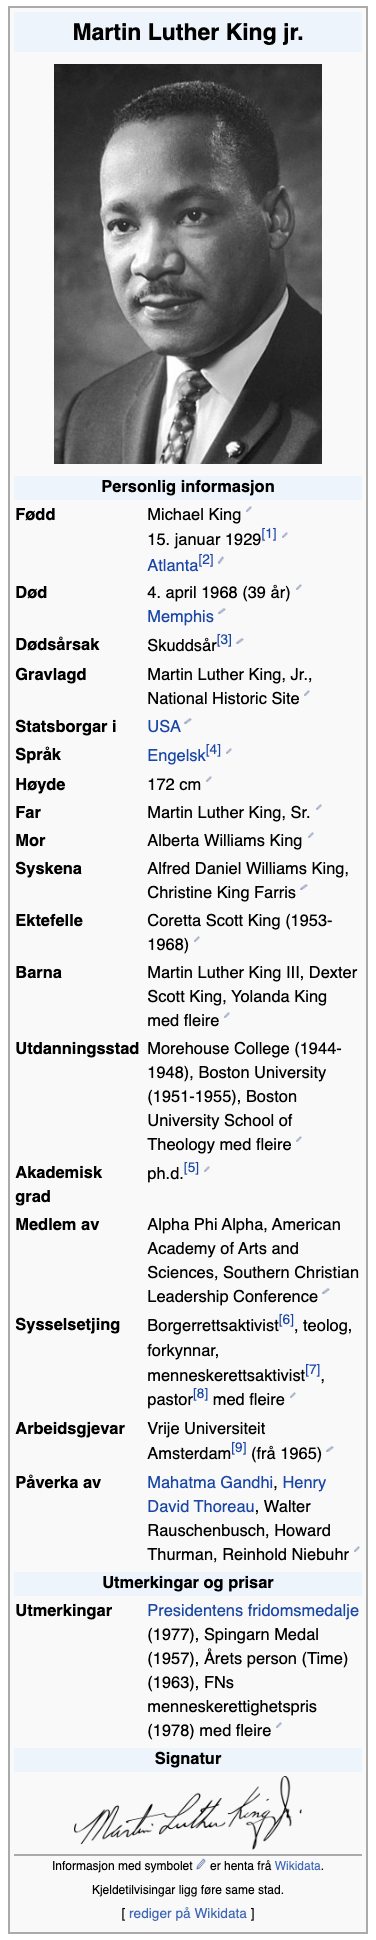 Martin Luther King jr.
Personlig informasjon
Fødd
Michael King
15. januar 1929[1]
Atlanta[2]
Død
4. april 1968 (39 år)
Memphis
Dødsårsak
Skuddsår[3]
Gravlagd
Martin Luther King, Jr.,
National Historic Site
Statsborgar i
USA
Språk
Engelsk[4]
Høyde
172 cm
Far
Martin Luther King, Sr.
Mor
Alberta Williams King
Syskena
Alfred Daniel Williams King,
Christine King Farris
Ektefelle
Coretta Scott King (1953-
1968)
Barna
Martin Luther King III, Dexter
Scott King, Yolanda King
med fleire
Utdanningsstad
Morehouse College (1944-
1948), Boston University
(1951-1955), Boston
University School of
Theology med fleire
Akademisk
grad
ph.d.[5]
Medlem av
Alpha Phi Alpha, American
Academy of Arts and
Sciences, Southern Christian
Leadership Conference
Sysselsetjing
Borgerrettsaktivist[6], teolog,
forkynnar,
menneskerettsaktivist[7],
pastor[8] med fleire
Arbeidsgjevar
Vrije Universiteit
Amsterdam[9] (frå 1965)
Påverka av
Mahatma Gandhi, Henry
David Thoreau, Walter
Rauschenbusch, Howard
Thurman, Reinhold Niebuhr
Utmerkingar og prisar
Utmerkingar
Presidentens fridomsmedalje
(1977), Spingarn Medal
(1957), Årets person (Time)
(1963), FNs
menneskerettighetspris
(1978) med fleire
Signatur
Martin Luther King Jr.
Informasjon med symbolet er henta frå Wikidata.
Kjeldetilvisingar ligg føre same stad.
[ rediger på Wikidata ]